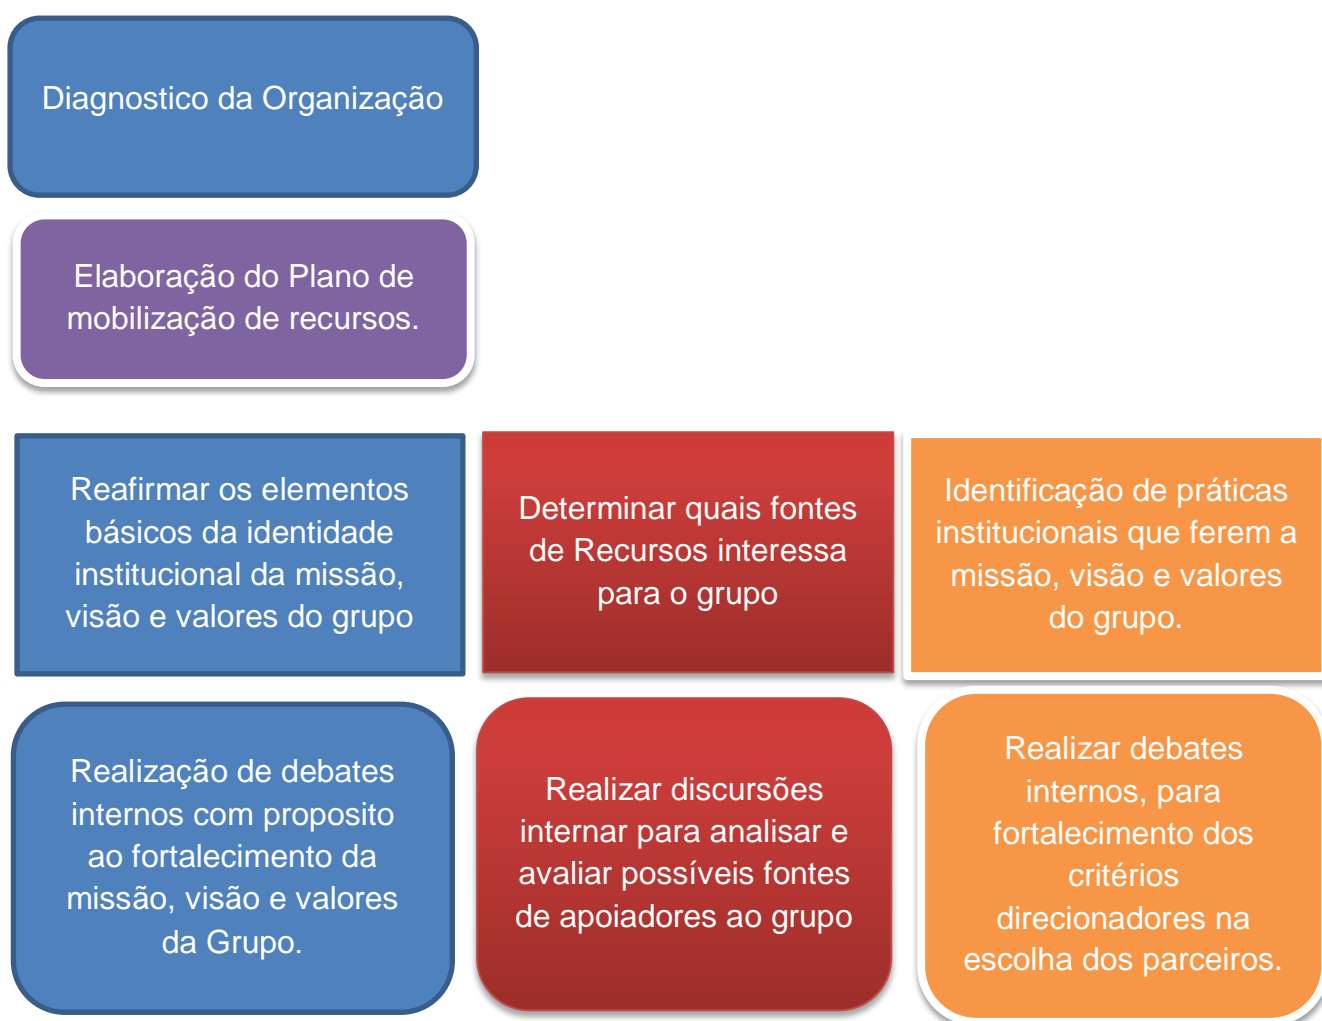 Diagnostico da Organização
Elaboração do Plano de
mobilização de recursos.
Reafirmar os elementos
básicos da identidade
institucional da missão,
visão e valores do grupo
Determinar quais fontes
de Recursos interessa
para o grupo
Identificação de práticas
institucionais que ferem a
missão, visão e valores
do grupo.
Realização de debates
internos com proposito
ao fortalecimento da
missão, visão e valores
da Grupo.
Realizar discursões
internar para analisar e
avaliar possíveis fontes
de apoiadores ao grupo
Realizar debates
internos, para
fortalecimento dos
critérios
direcionadores na
escolha dos parceiros.